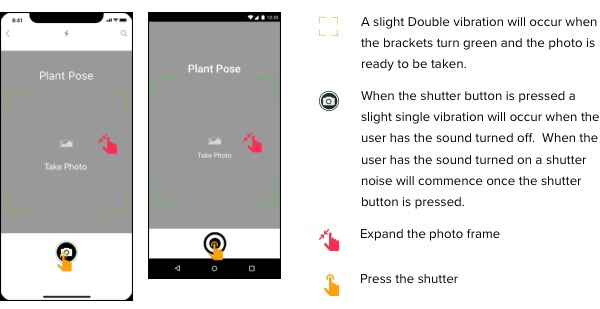 9:41
12:30
Plant Pose
Plant Pose
Take Photo
Take Photo
A slight Double vibration will occur when
the brackets turn green and the photo is
ready to be taken.
When the shutter button is pressed a
slight single vibration will occur when the
user has the sound turned off.  When the
user has the sound turned on a shutter
noise will commence once the shutter
button is pressed.
Expand the photo frame
Press the shutter